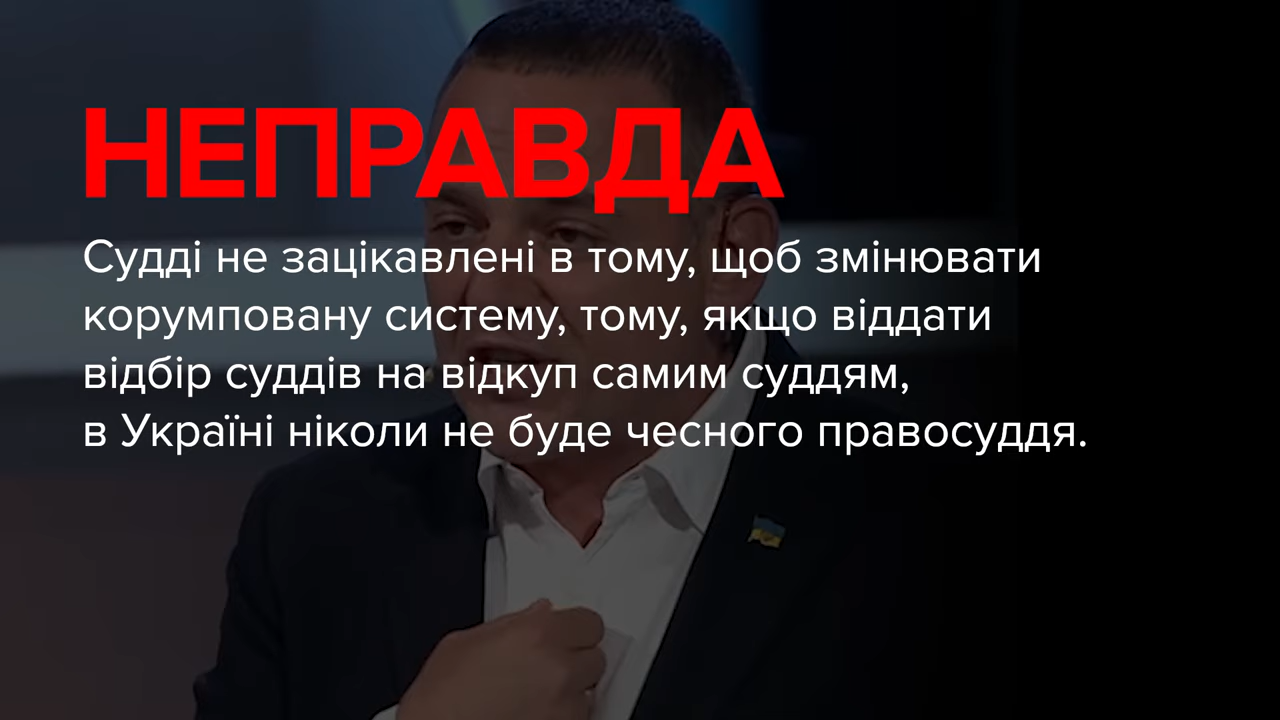 НЕПРАВДА
Судді не зацікавлені в тому, щоб змінювати
корумповану систему, тому, якщо віддати
відбір суддів на відкуп самим суддям,
в Україні ніколи не буде чесного правосуддя.